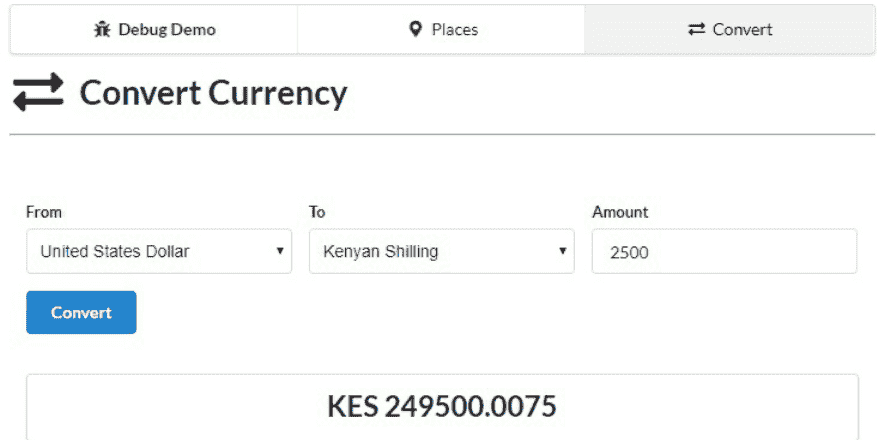 Debug Demo Places Convert
Convert Currency
From To Amount
United States Dollar Kenyan Shilling 2500
Convert
KES 249500.0075